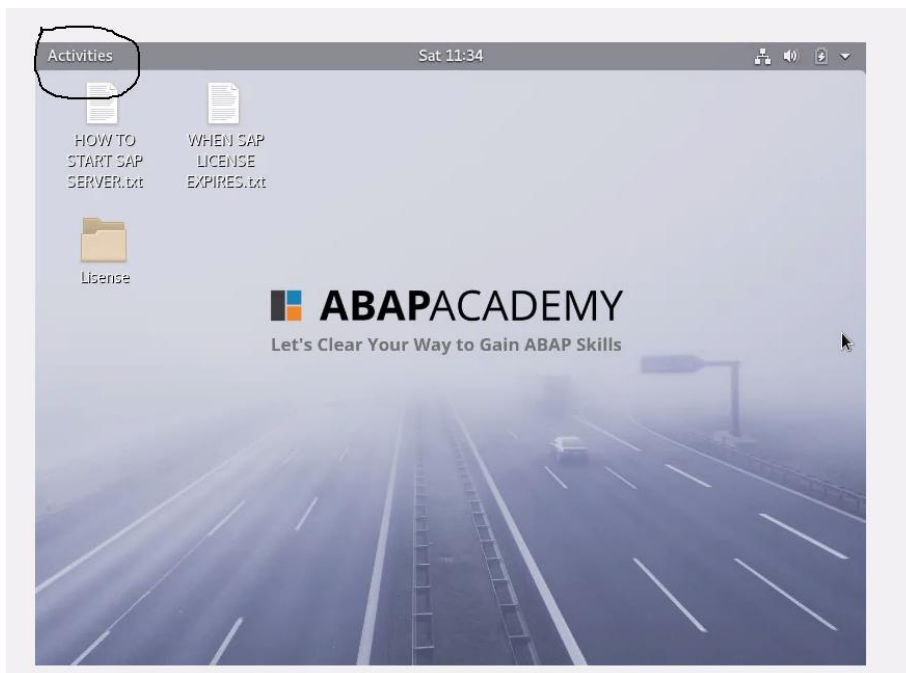 Activities
Sat 11:34
HOW TO
START SAP
SERVER.txt
WHEN SAP
LICENSE
EXPIRES.txt
Lisense
ABAPACADEMY
Let's Clear Your Way to Gain ABAP Skills